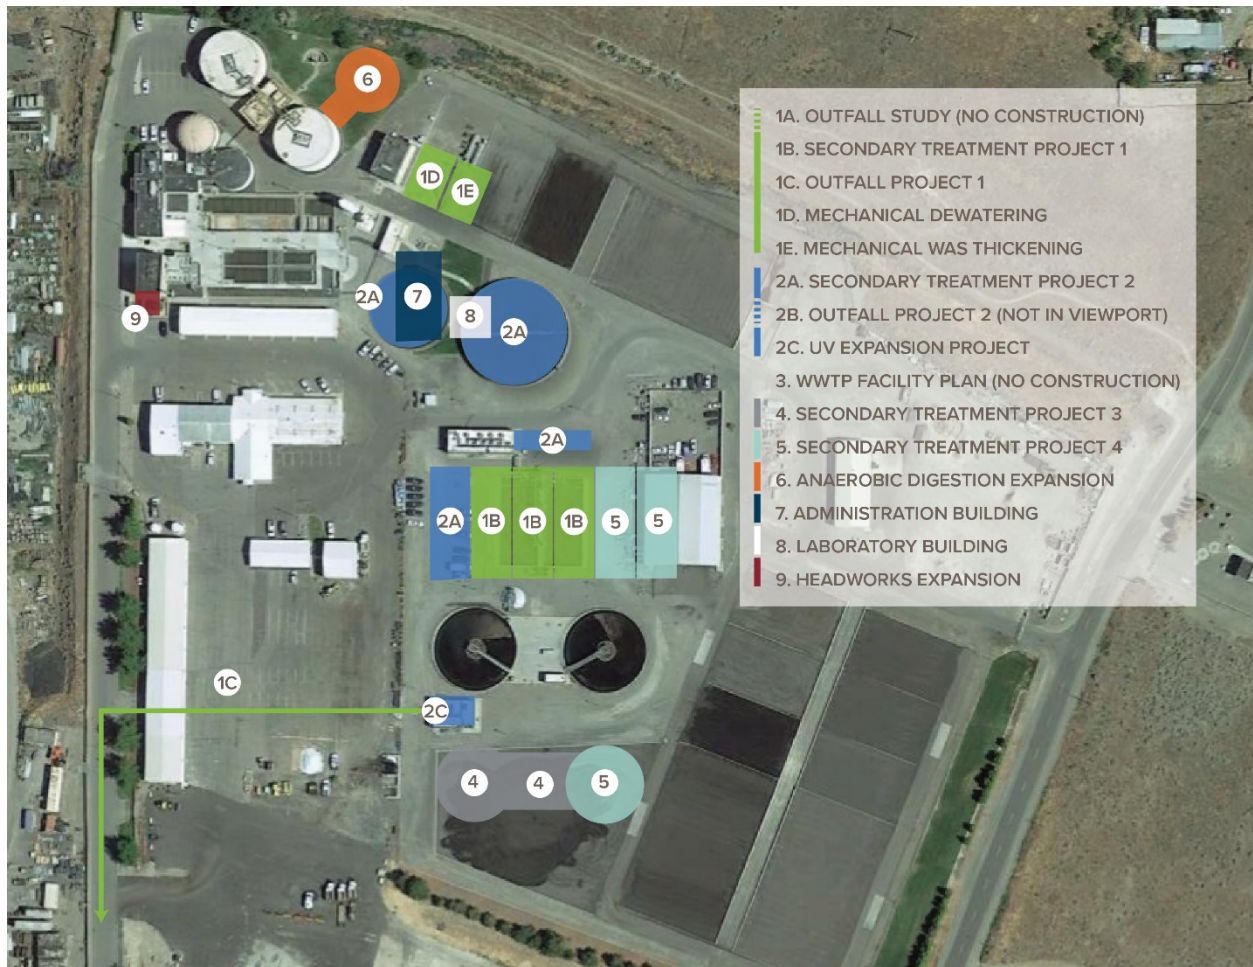 6
1D
1E
2A
7
8
2A
9
2A
2A
1B
1B
1B
5
5
1C
2C
4
4
5
1A. OUTFALL STUDY (NO CONSTRUCTION)
1B. SECONDARY TREATMENT PROJECT 1
1C. OUTFALL PROJECT 1
1D. MECHANICAL DEWATERING
1E. MECHANICAL WAS THICKENING
2A. SECONDARY TREATMENT PROJECT 2
2B. OUTFALL PROJECT 2 (NOT IN VIEWPORT)
2C. UV EXPANSION PROJECT
3. WWTP FACILITY PLAN (NO CONSTRUCTION)
4. SECONDARY TREATMENT PROJECT 3
5. SECONDARY TREATMENT PROJECT 4
6. ANAEROBIC DIGESTION EXPANSION
7. ADMINISTRATION BUILDING
8. LABORATORY BUILDING
9. HEADWORKS EXPANSION